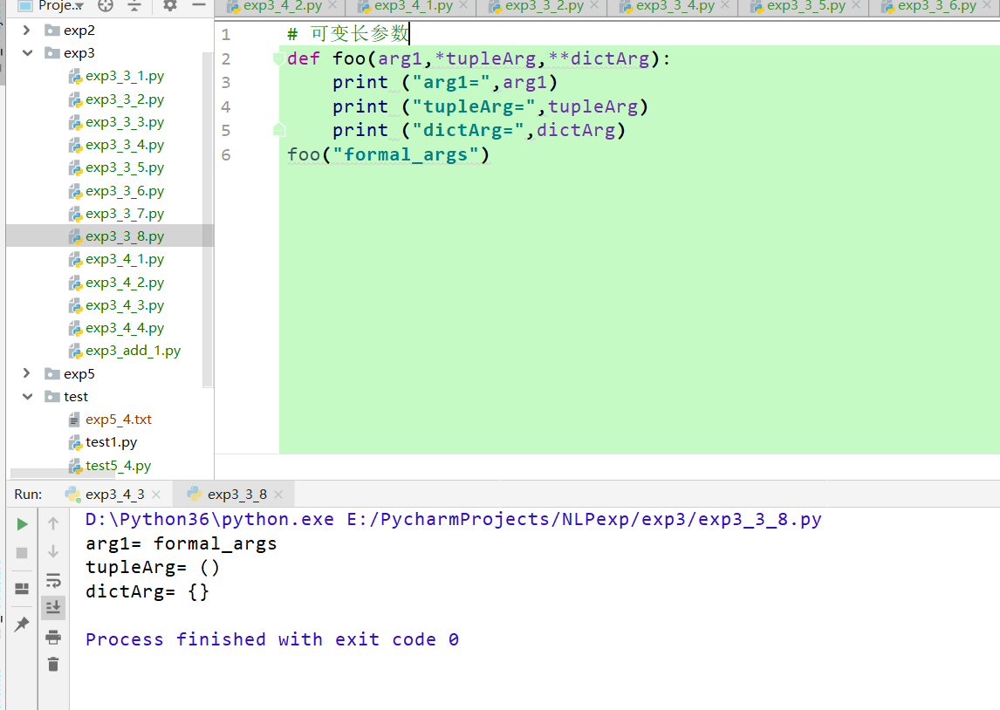 Proje...
exp3_4_2.py exp3_4_1.py exp3_3_2.py exp3_3_4.py exp3_3_5.py exp3_3_6.py
exp2
exp3
exp3_3_1.py
exp3_3_2.py
exp3_3_3.py
exp3_3_4.py
exp3_3_5.py
exp3_3_6.py
exp3_3_7.py
exp3_3_8.py
exp3_4_1.py
exp3_4_2.py
exp3_4_3.py
exp3_4_4.py
exp3_add_1.py
exp5
test
exp5_4.txt
test1.py
test5_4.py
1 # 可变长参数
2 def foo(arg1,*tupleArg,**dictArg):
3 print ("arg1=",arg1)
4 print ("tupleArg=",tupleArg)
5 print ("dictArg=",dictArg)
6 foo("formal_args")
Run: exp3_4_3 exp3_3_8
D:\Python36\python.exe E:/PycharmProjects/NLPexp/exp3/exp3_3_8.py
arg1= formal_args
tupleArg= ()
dictArg= {}
Process finished with exit code 0